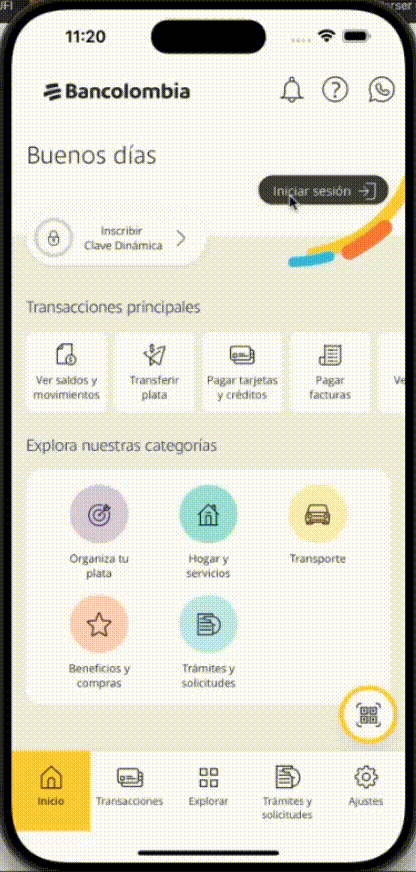 11:20
Bancolombia
Buenos días
Iniciar sesión
Inscribir
Clave Dinámica
Transacciones principales
Ver saldos y
movimientos
Transferir
plata
Pagar tarjetas
y créditos
Pagar
facturas
Ve
Explora nuestras categorías
Organiza tu
plata
Hogar y
servicios
Transporte
Beneficios y
compras
Trámites y
solicitudes
Inicio
Transacciones
Explorar
Trámites y
solicitudes
Ajustes